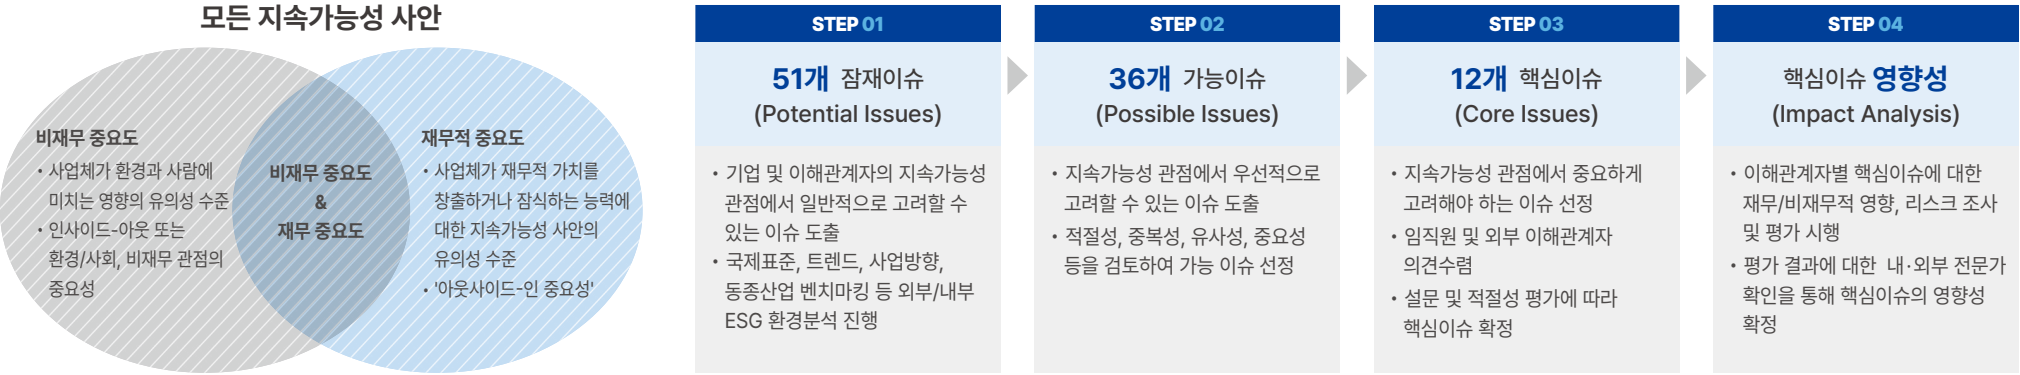 모든 지속가능성 사안
비재무 중요도
• 사업체가 환경과 사람에
미치는 영향의 유의성 수준
• 인사이드-아웃 또는
환경/사회, 비재무 관점의
중요성
비재무 중요도
&
재무 중요도
재무적 중요도
• 사업체가 재무적 가치를
창출하거나 잠식하는 능력에
대한 지속가능성 사안의
유의성 수준
• '아웃사이드-인 중요성'
STEP 01
51개 잠재이슈
(Potential Issues)
• 기업 및 이해관계자의 지속가능성
관점에서 일반적으로 고려할 수
있는 이슈 도출
• 국제표준, 트렌드, 사업방향,
동종산업 벤치마킹 등 외부/내부
ESG 환경분석 진행
STEP 02
36개 가능이슈
(Possible Issues)
• 지속가능성 관점에서 우선적으로
고려할 수 있는 이슈 도출
• 적절성, 중복성, 유사성, 중요성
등을 검토하여 가능 이슈 선정
STEP 03
12개 핵심이슈
(Core Issues)
• 지속가능성 관점에서 중요하게
고려해야 하는 이슈 선정
• 임직원 및 외부 이해관계자
의견수렴
• 설문 및 적절성 평가에 따라
핵심이슈 확정
STEP 04
핵심이슈 영향성
(Impact Analysis)
• 이해관계자별 핵심이슈에 대한
재무/비재무적 영향, 리스크 조사
및 평가 시행
• 평가 결과에 대한 내·외부 전문가
확인을 통해 핵심이슈의 영향성
확정